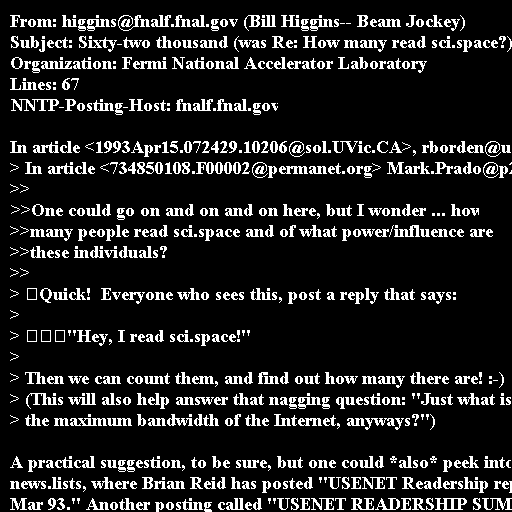 From: higgins@fnalf.fnal.gov (Bill Higgins-- Beam Jockey)
Subject: Sixty-two thousand (was Re: How many read sci.space?)
Organization: Fermi National Accelerator Laboratory
Lines: 67
NNTP-Posting-Host: fnalf.fnal.gov

In article <1993Apr15.072429.10206@sol.UVic.CA>, rborden@u
> In article <734850108.F00002@permanet.org> Mark.Prado@p2
>>
>>One could go on and on and on here, but I wonder ... how
>>many people read sci.space and of what power/influence are
>>these individuals?
>>
> Quick!  Everyone who sees this, post a reply that says:
>
> "Hey, I read sci.space!"
>
> Then we can count them, and find out how many there are! :-)
> (This will also help answer that nagging question: "Just what is
> the maximum bandwidth of the Internet, anyways?")

A practical suggestion, to be sure, but one could *also* peek into
news.lists, where Brian Reid has posted "USENET Readership rep
Mar 93." Another posting called "USENET READERSHIP SUM